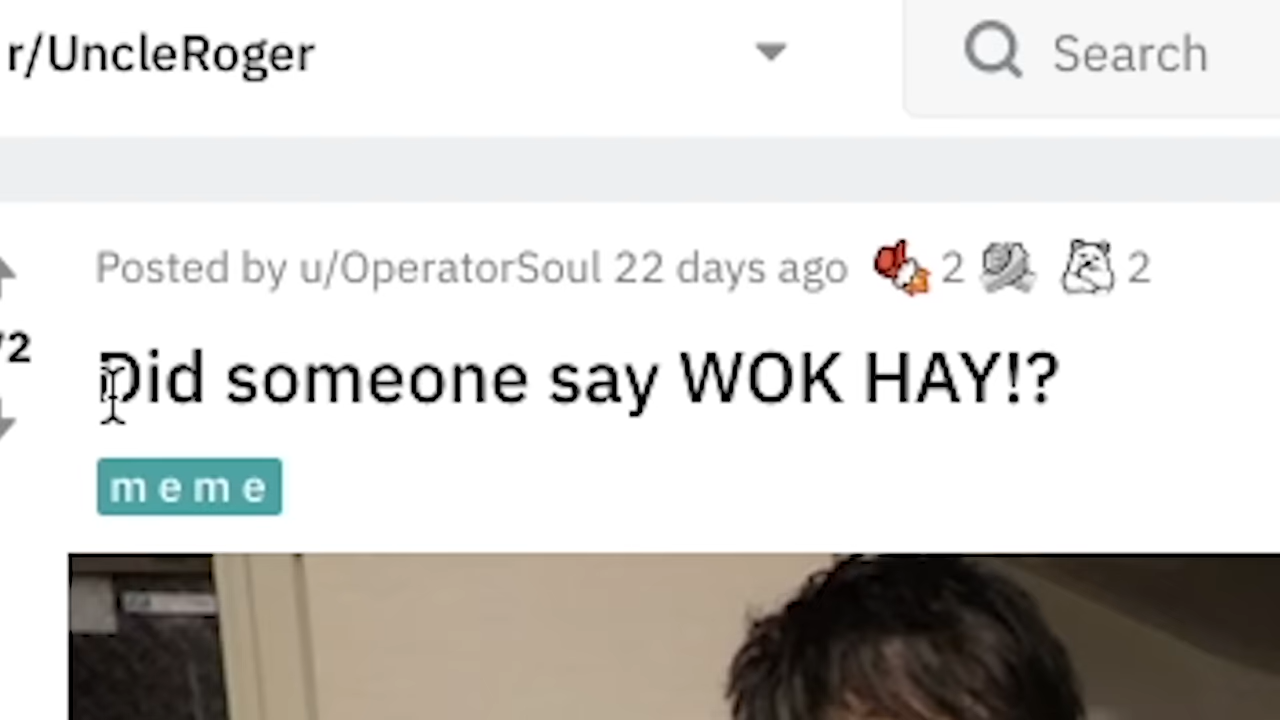 r/UncleRoger
Search
Posted by u/OperatorSoul 22 days ago 2 2
Did someone say WOK HAY!?
meme